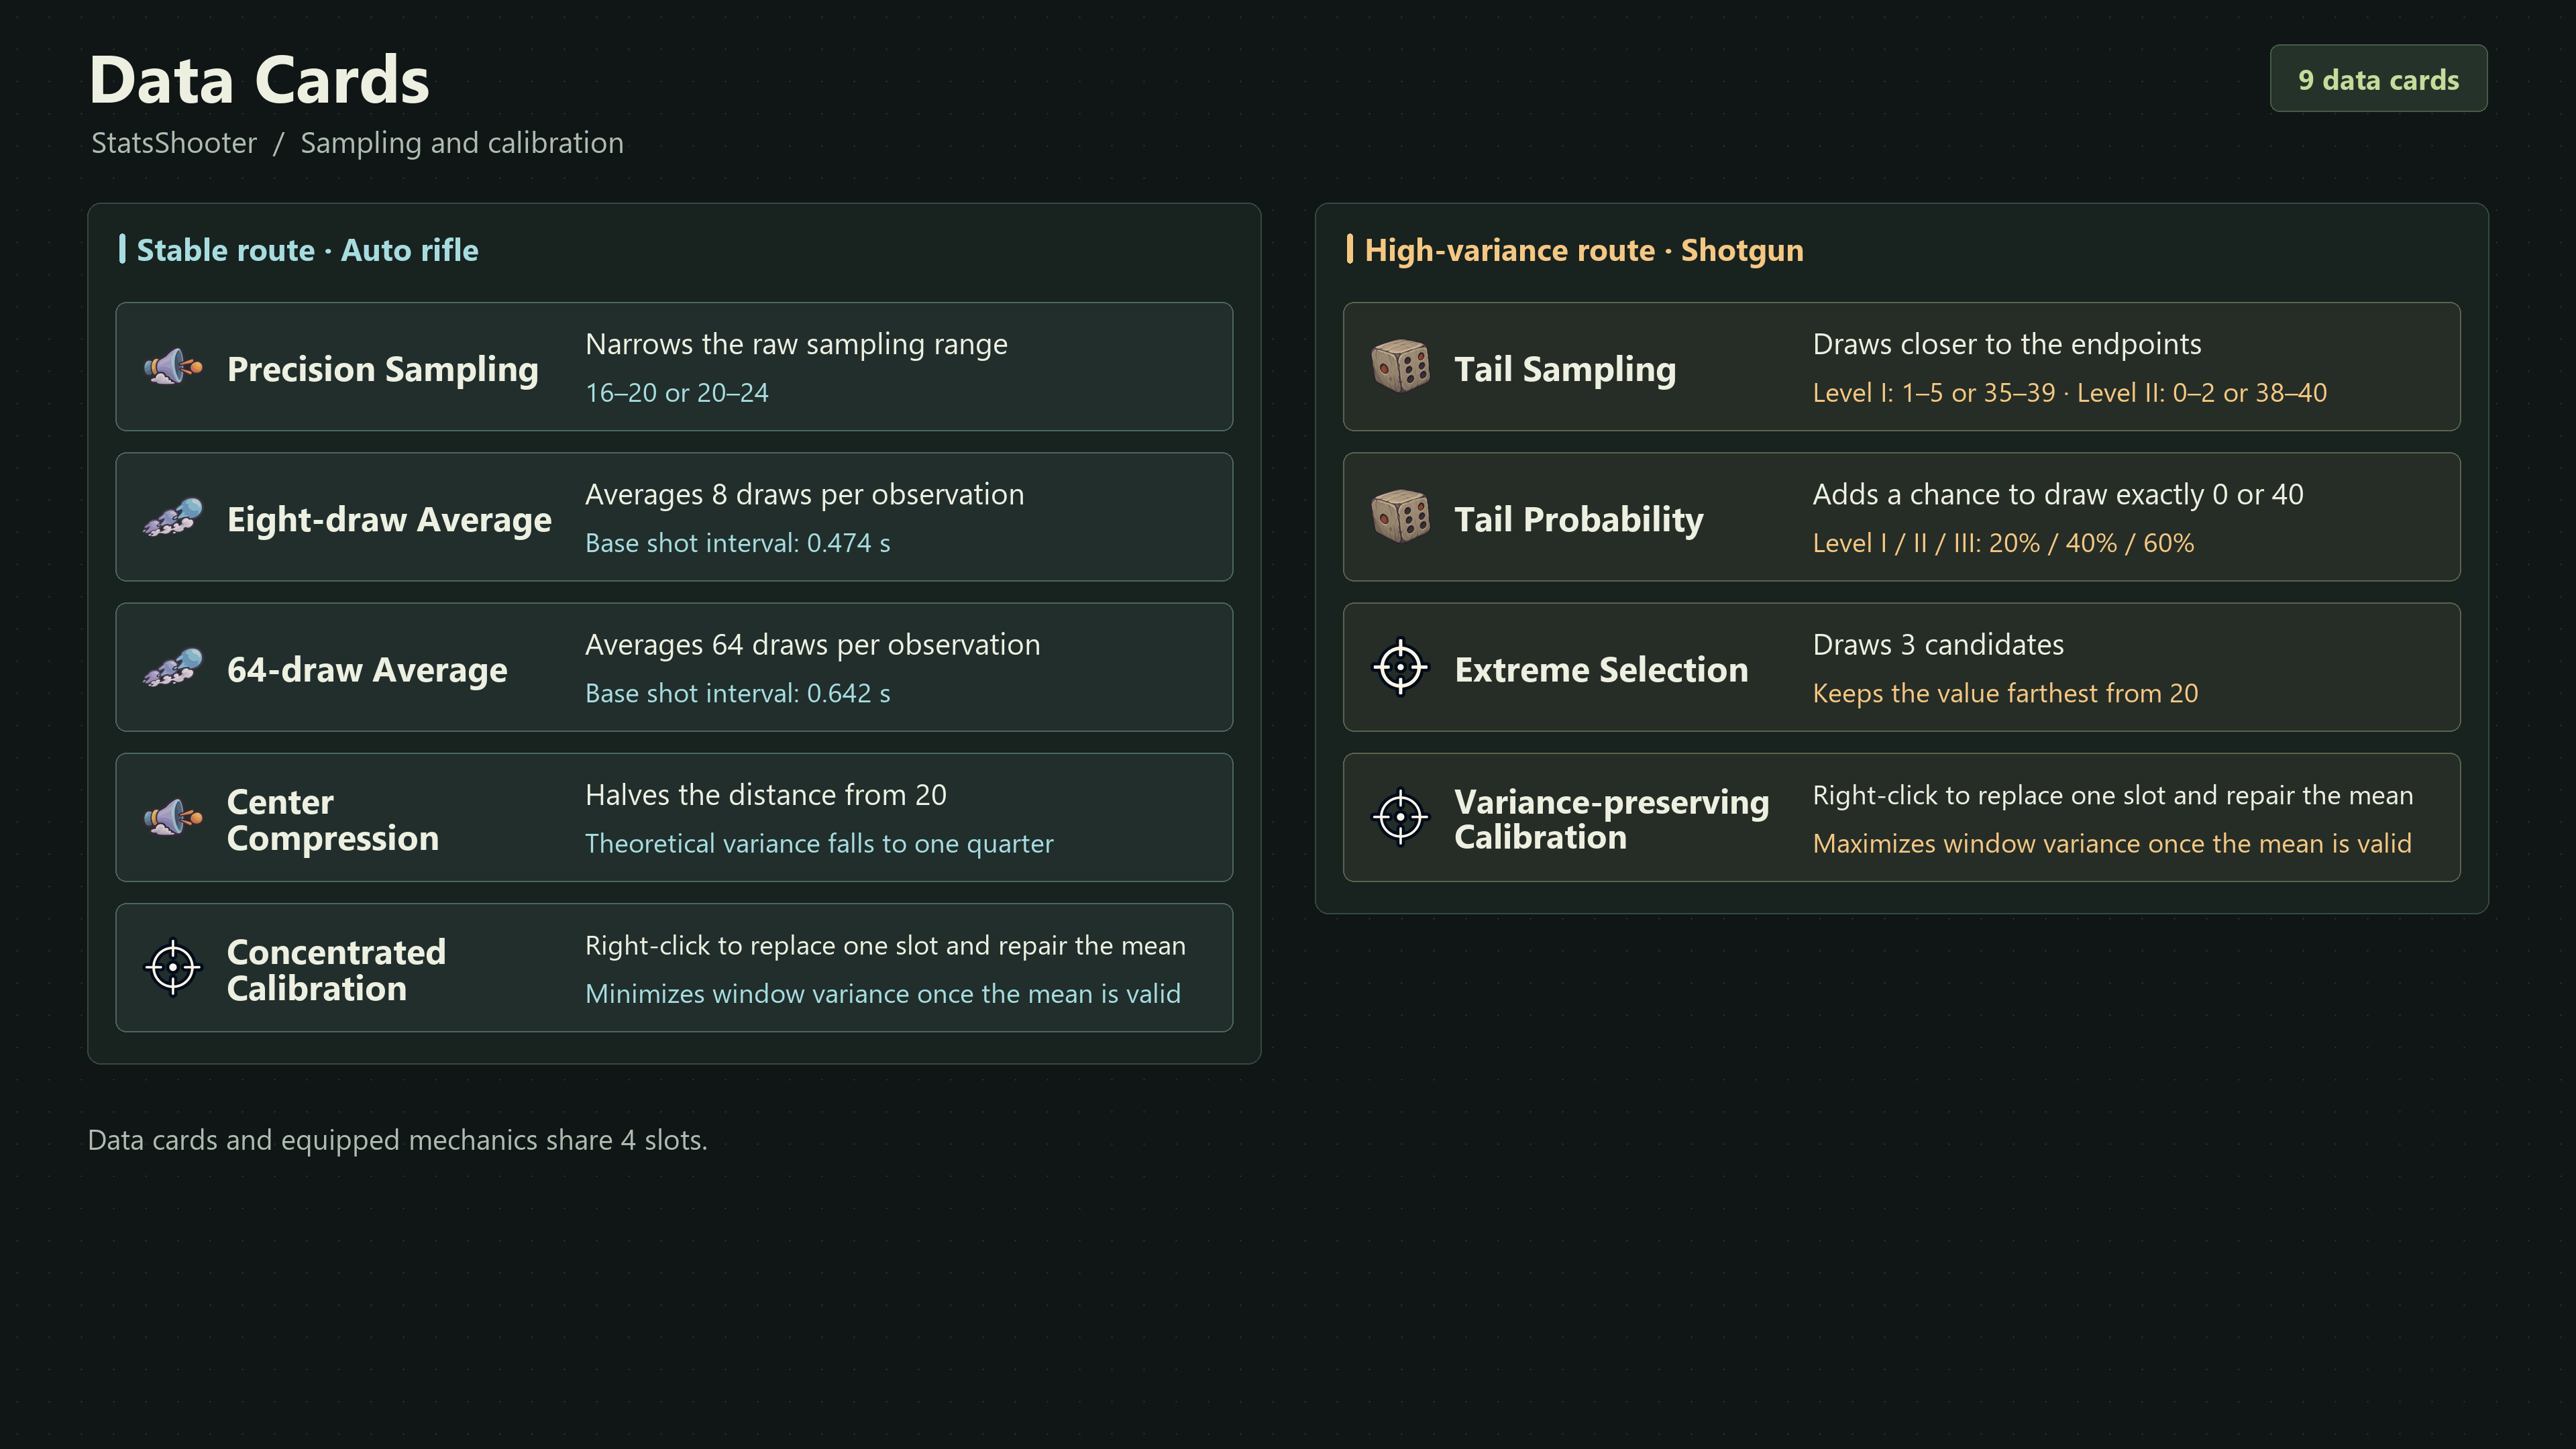 Data Cards
9 data cards
StatsShooter / Sampling and calibration
Stable route · Auto rifle
Precision Sampling
Narrows the raw sampling range
16–20 or 20–24
Eight-draw Average
Averages 8 draws per observation
Base shot interval: 0.474 s
64-draw Average
Averages 64 draws per observation
Base shot interval: 0.642 s
Center
Compression
Halves the distance from 20
Theoretical variance falls to one quarter
Concentrated
Calibration
Right-click to replace one slot and repair the mean
Minimizes window variance once the mean is valid
High-variance route · Shotgun
Tail Sampling
Draws closer to the endpoints
Level I: 1–5 or 35–39 · Level II: 0–2 or 38–40
Tail Probability
Adds a chance to draw exactly 0 or 40
Level I / II / III: 20% / 40% / 60%
Extreme Selection
Draws 3 candidates
Keeps the value farthest from 20
Variance-preserving
Calibration
Right-click to replace one slot and repair the mean
Maximizes window variance once the mean is valid
Data cards and equipped mechanics share 4 slots.